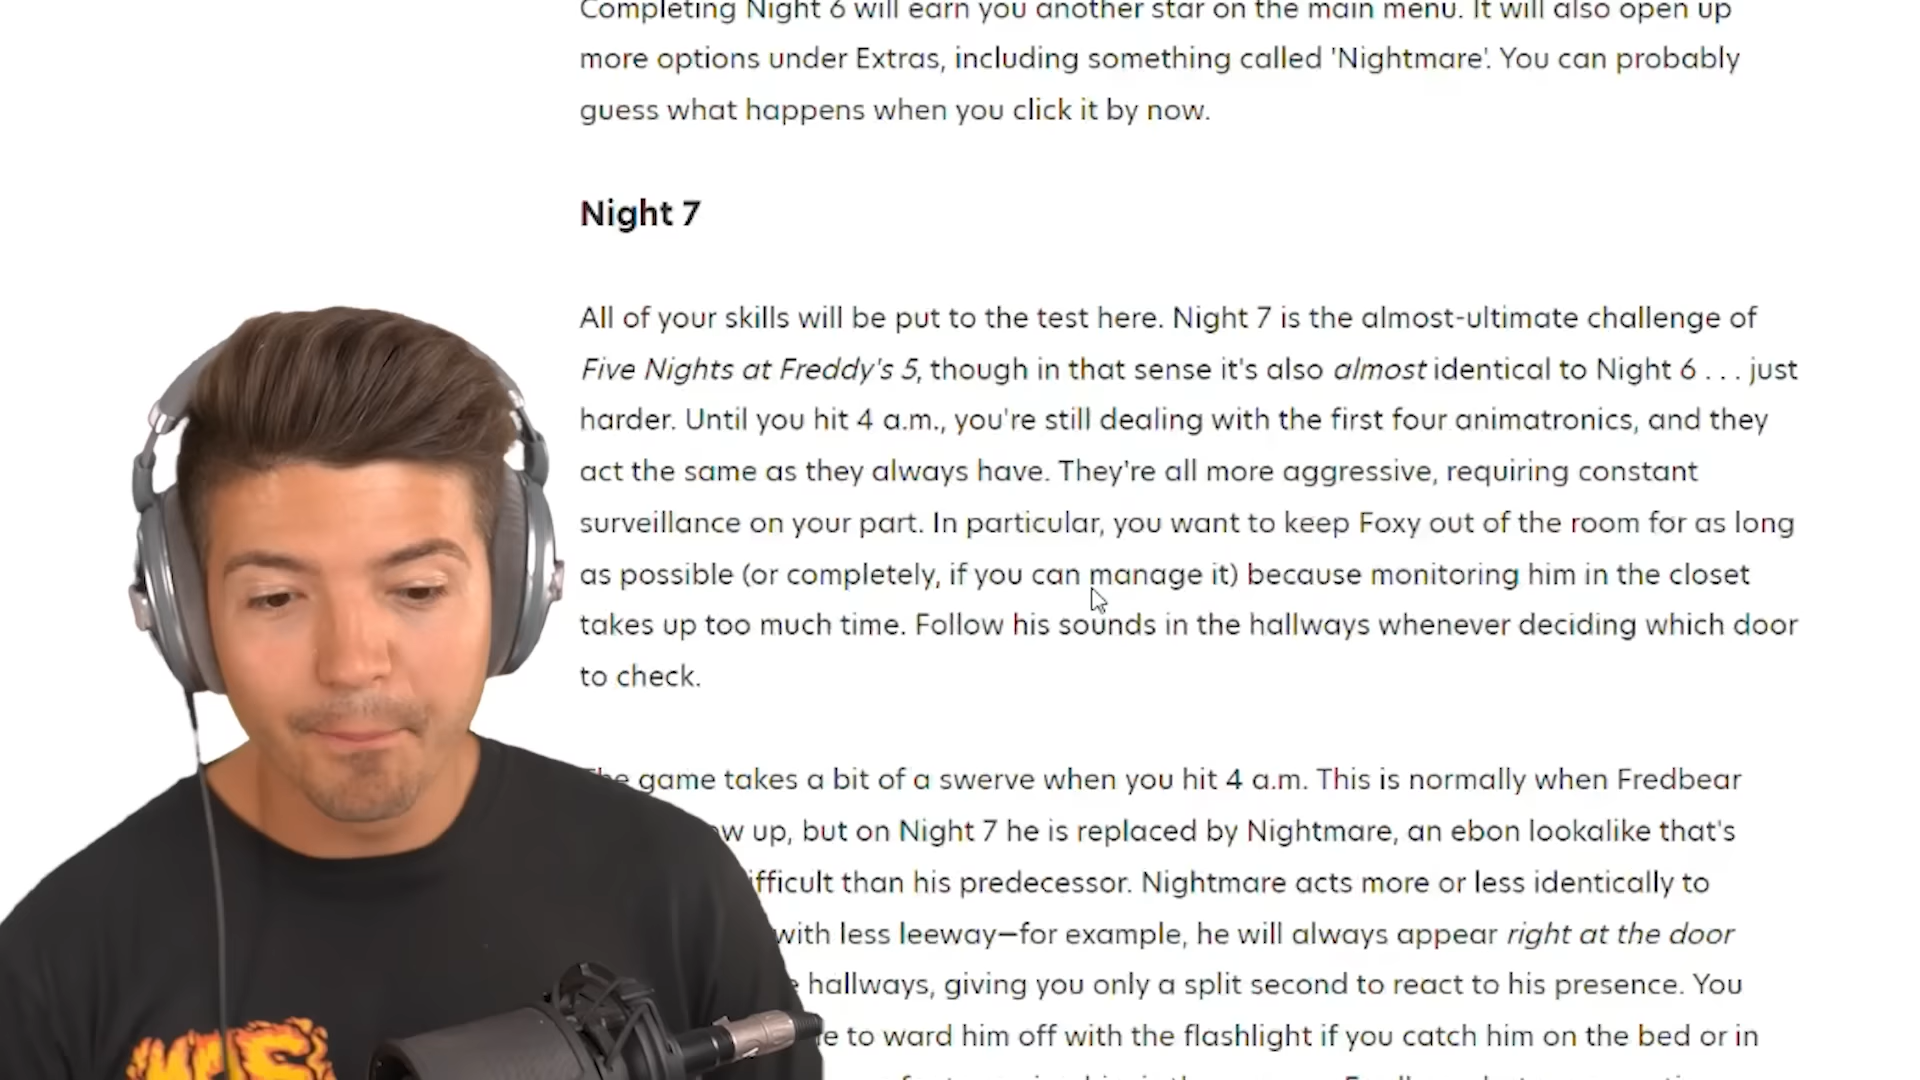 Completing Night 6 will earn you another star on the main menu. It will also open up
more options under Extras, including something called 'Nightmare'. You can probably
guess what happens when you click it by now.
Night 7
All of your skills will be put to the test here. Night 7 is the almost-ultimate challenge of
Five Nights at Freddy's 5, though in that sense it's also almost identical to Night 6 . . . just
harder. Until you hit 4 a.m., you're still dealing with the first four animatronics, and they
act the same as they always have. They're all more aggressive, requiring constant
surveillance on your part. In particular, you want to keep Foxy out of the room for as long
as possible (or completely, if you can manage it) because monitoring him in the closet
takes up too much time. Follow his sounds in the hallways whenever deciding which door
to check.
The game takes a bit of a swerve when you hit 4 a.m. This is normally when Fredbear
up, but on Night 7 he is replaced by Nightmare, an ebon lookalike that's
than his predecessor. Nightmare acts more or less identically to
with less leeway—for example, he will always appear right at the door
hallways, giving you only a split second to react to his presence. You
to ward him off with the flashlight if you catch him on the bed or in